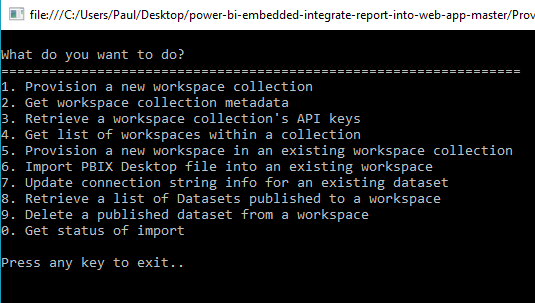 file:///C:/Users/Paul/Desktop/power-bi-embedded-integrate-report-into-web-app-master/Prov
What do you want to do?
=================================================================
1. Provision a new workspace collection
2. Get workspace collection metadata
3. Retrieve a workspace collection's API keys
4. Get list of workspaces within a collection
5. Provision a new workspace in an existing workspace collection
6. Import PBIX Desktop file into an existing workspace
7. Update connection string info for an existing dataset
8. Retrieve a list of Datasets published to a workspace
9. Delete a published dataset from a workspace
0. Get status of import
Press any key to exit..